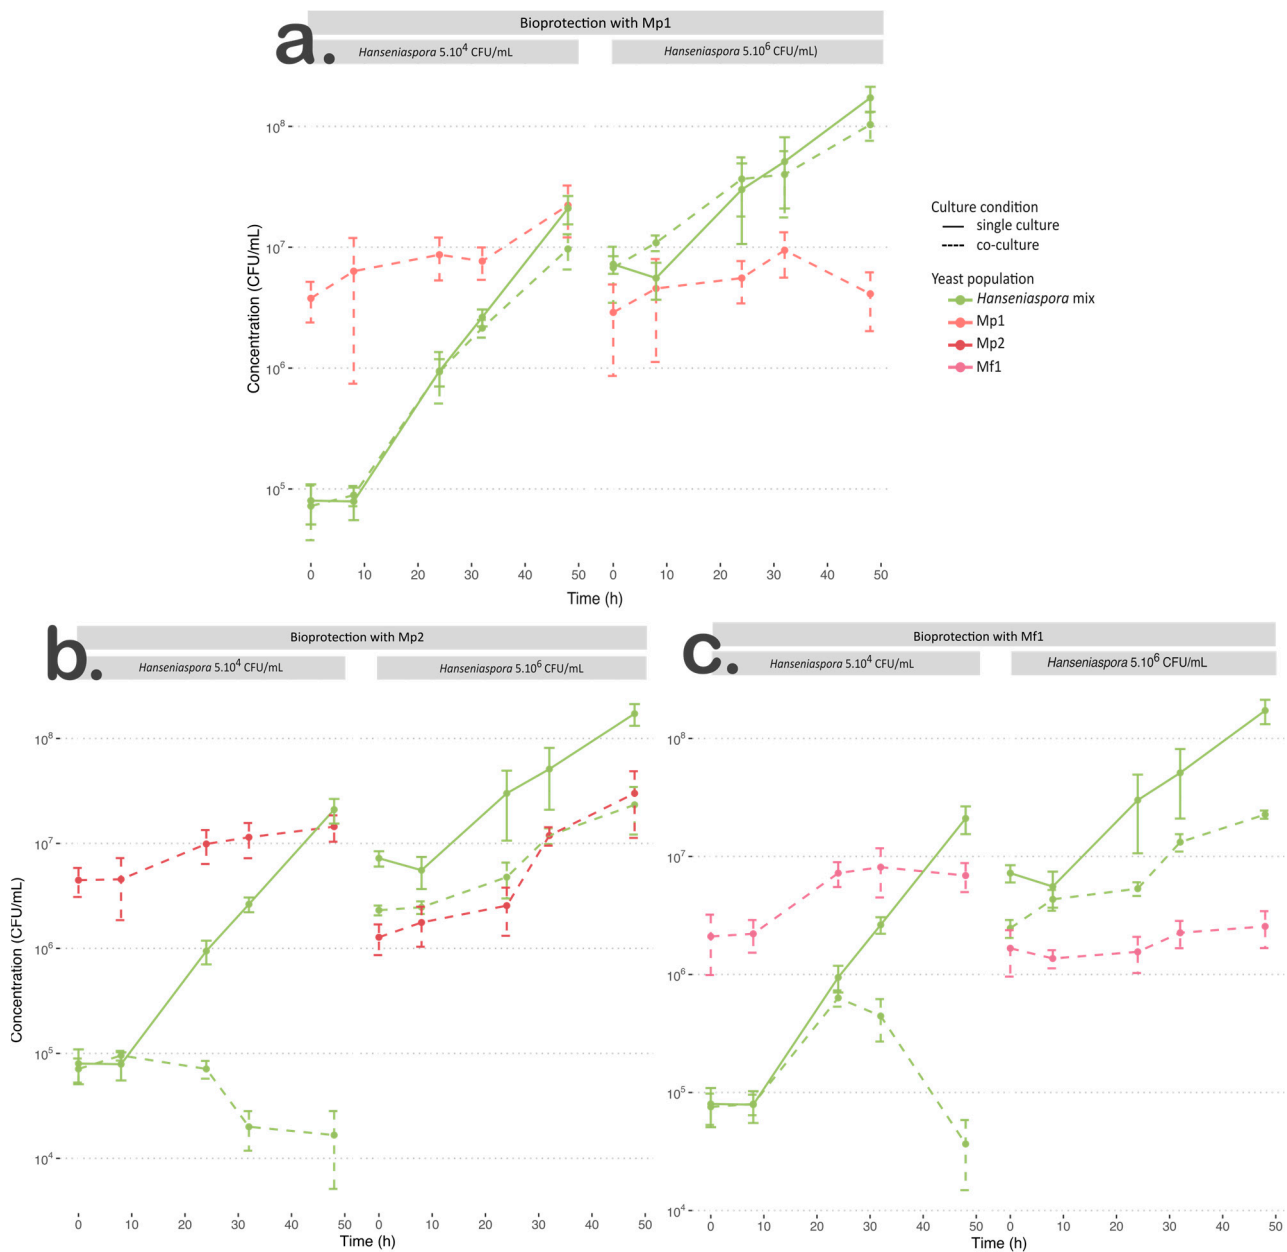 a.
Bioprotection with Mp1
Hanseniaspora 5.10⁴ CFU/mL
Hanseniaspora 5.10⁶ CFU/mL)
Concentration (CFU/mL)
10⁸
10⁷
10⁶
10⁵
0 10 20 30 40 50
0 10 20 30 40 50
Time (h)
Culture condition
single culture
co-culture
Yeast population
Hanseniaspora mix
Mp1
Mp2
Mf1
b.
Bioprotection with Mp2
Hanseniaspora 5.10⁴ CFU/mL
Hanseniaspora 5.10⁶ CFU/mL
Concentration (CFU/mL)
10⁸
10⁷
10⁶
10⁵
10⁴
0 10 20 30 40 50
0 10 20 30 40 50
Time (h)
c.
Bioprotection with Mf1
Hanseniaspora 5.10⁴ CFU/mL
Hanseniaspora 5.10⁶ CFU/mL
10⁸
10⁷
10⁶
10⁵
10⁴
0 10 20 30 40 50
0 10 20 30 40 50
Time (h)